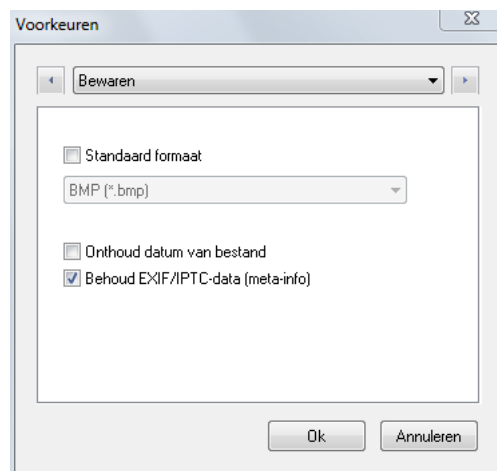 Voorkeuren
Bewaren
Standaard formaat
BMP (*.bmp)
Onthoud datum van bestand
Behoud EXIF/IPTC-data (meta-info)
Ok
Annuleren